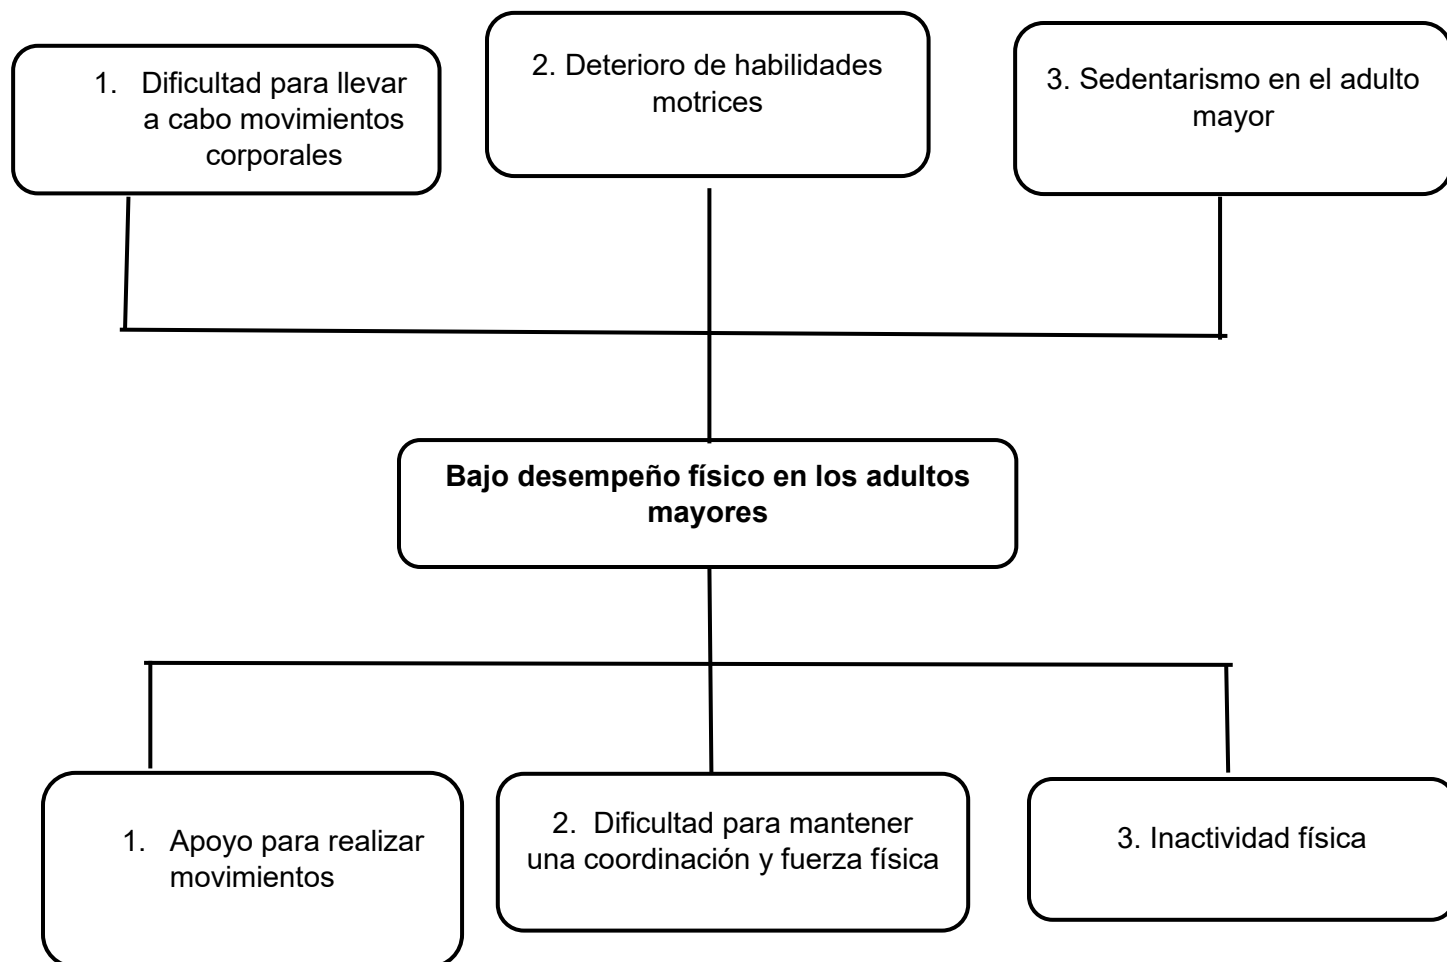 1. Dificultad para llevar
a cabo movimientos
corporales
2. Deterioro de habilidades
motrices
3. Sedentarismo en el adulto
mayor
Bajo desempeño físico en los adultos
mayores
1. Apoyo para realizar
movimientos
2. Dificultad para mantener
una coordinación y fuerza física
3. Inactividad física